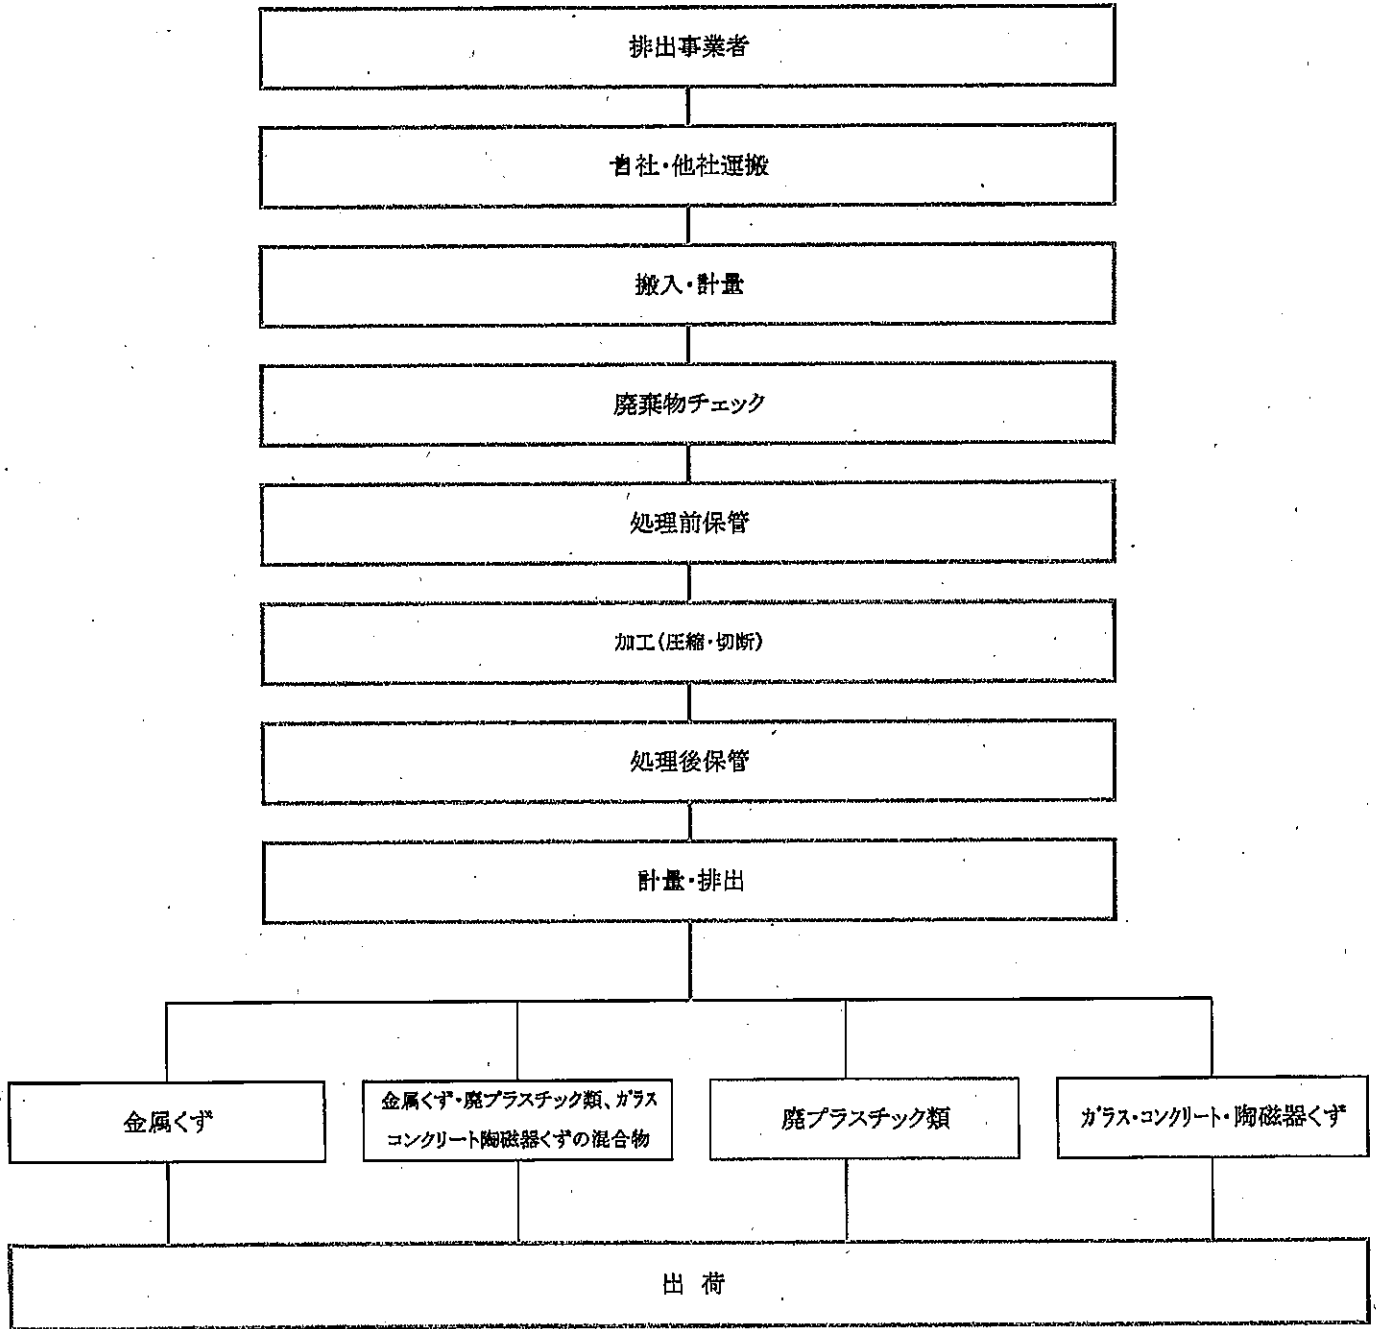 排出事業者
自社・他社運搬
搬入・計量
廃棄物チェック
処理前保管
加工(圧縮・切断)
処理後保管
計量・排出
金属くず
金属くず・廃プラスチック類、ガラス
コンクリート陶磁器くずの混合物
廃プラスチック類
ガラス・コンクリート・陶磁器くず
出 荷